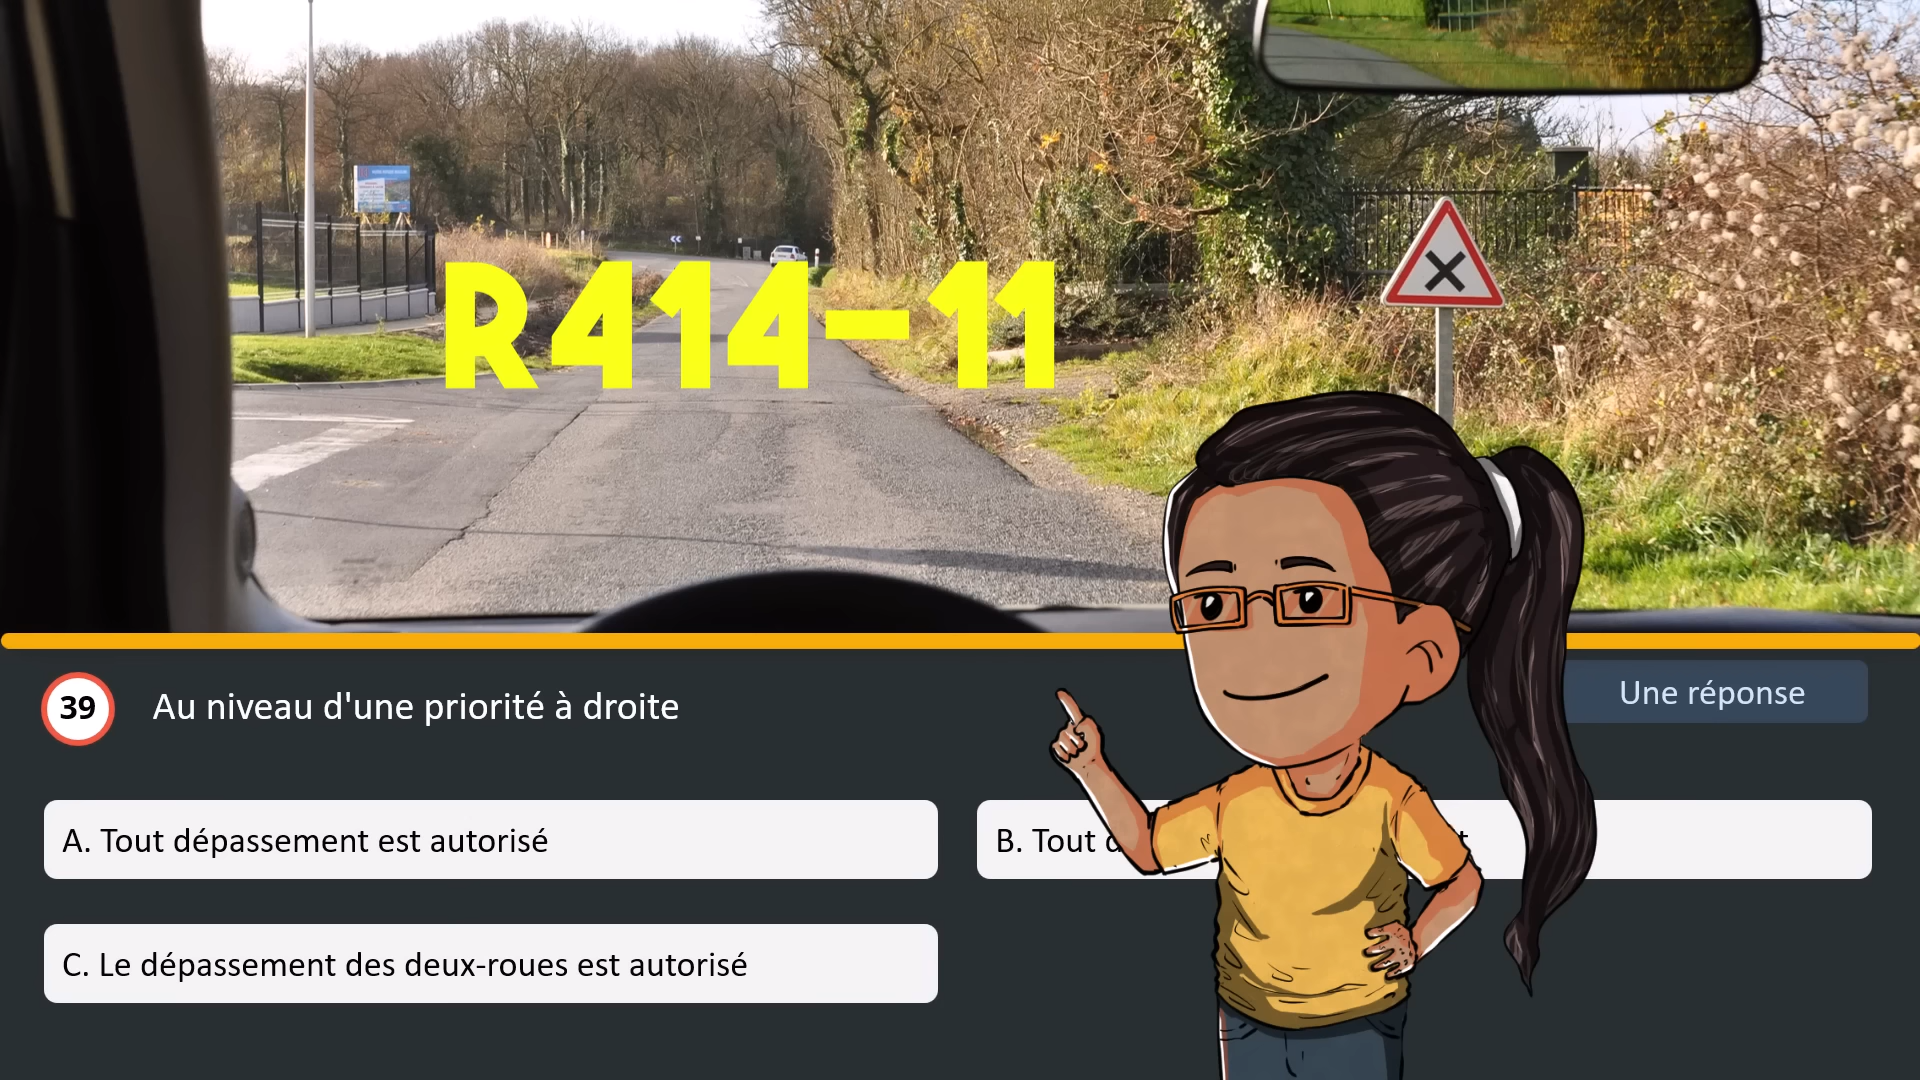 R414-11
39 Au niveau d'une priorité à droite
Une réponse
A. Tout dépassement est autorisé
B. Tout
C. Le dépassement des deux-roues est autorisé